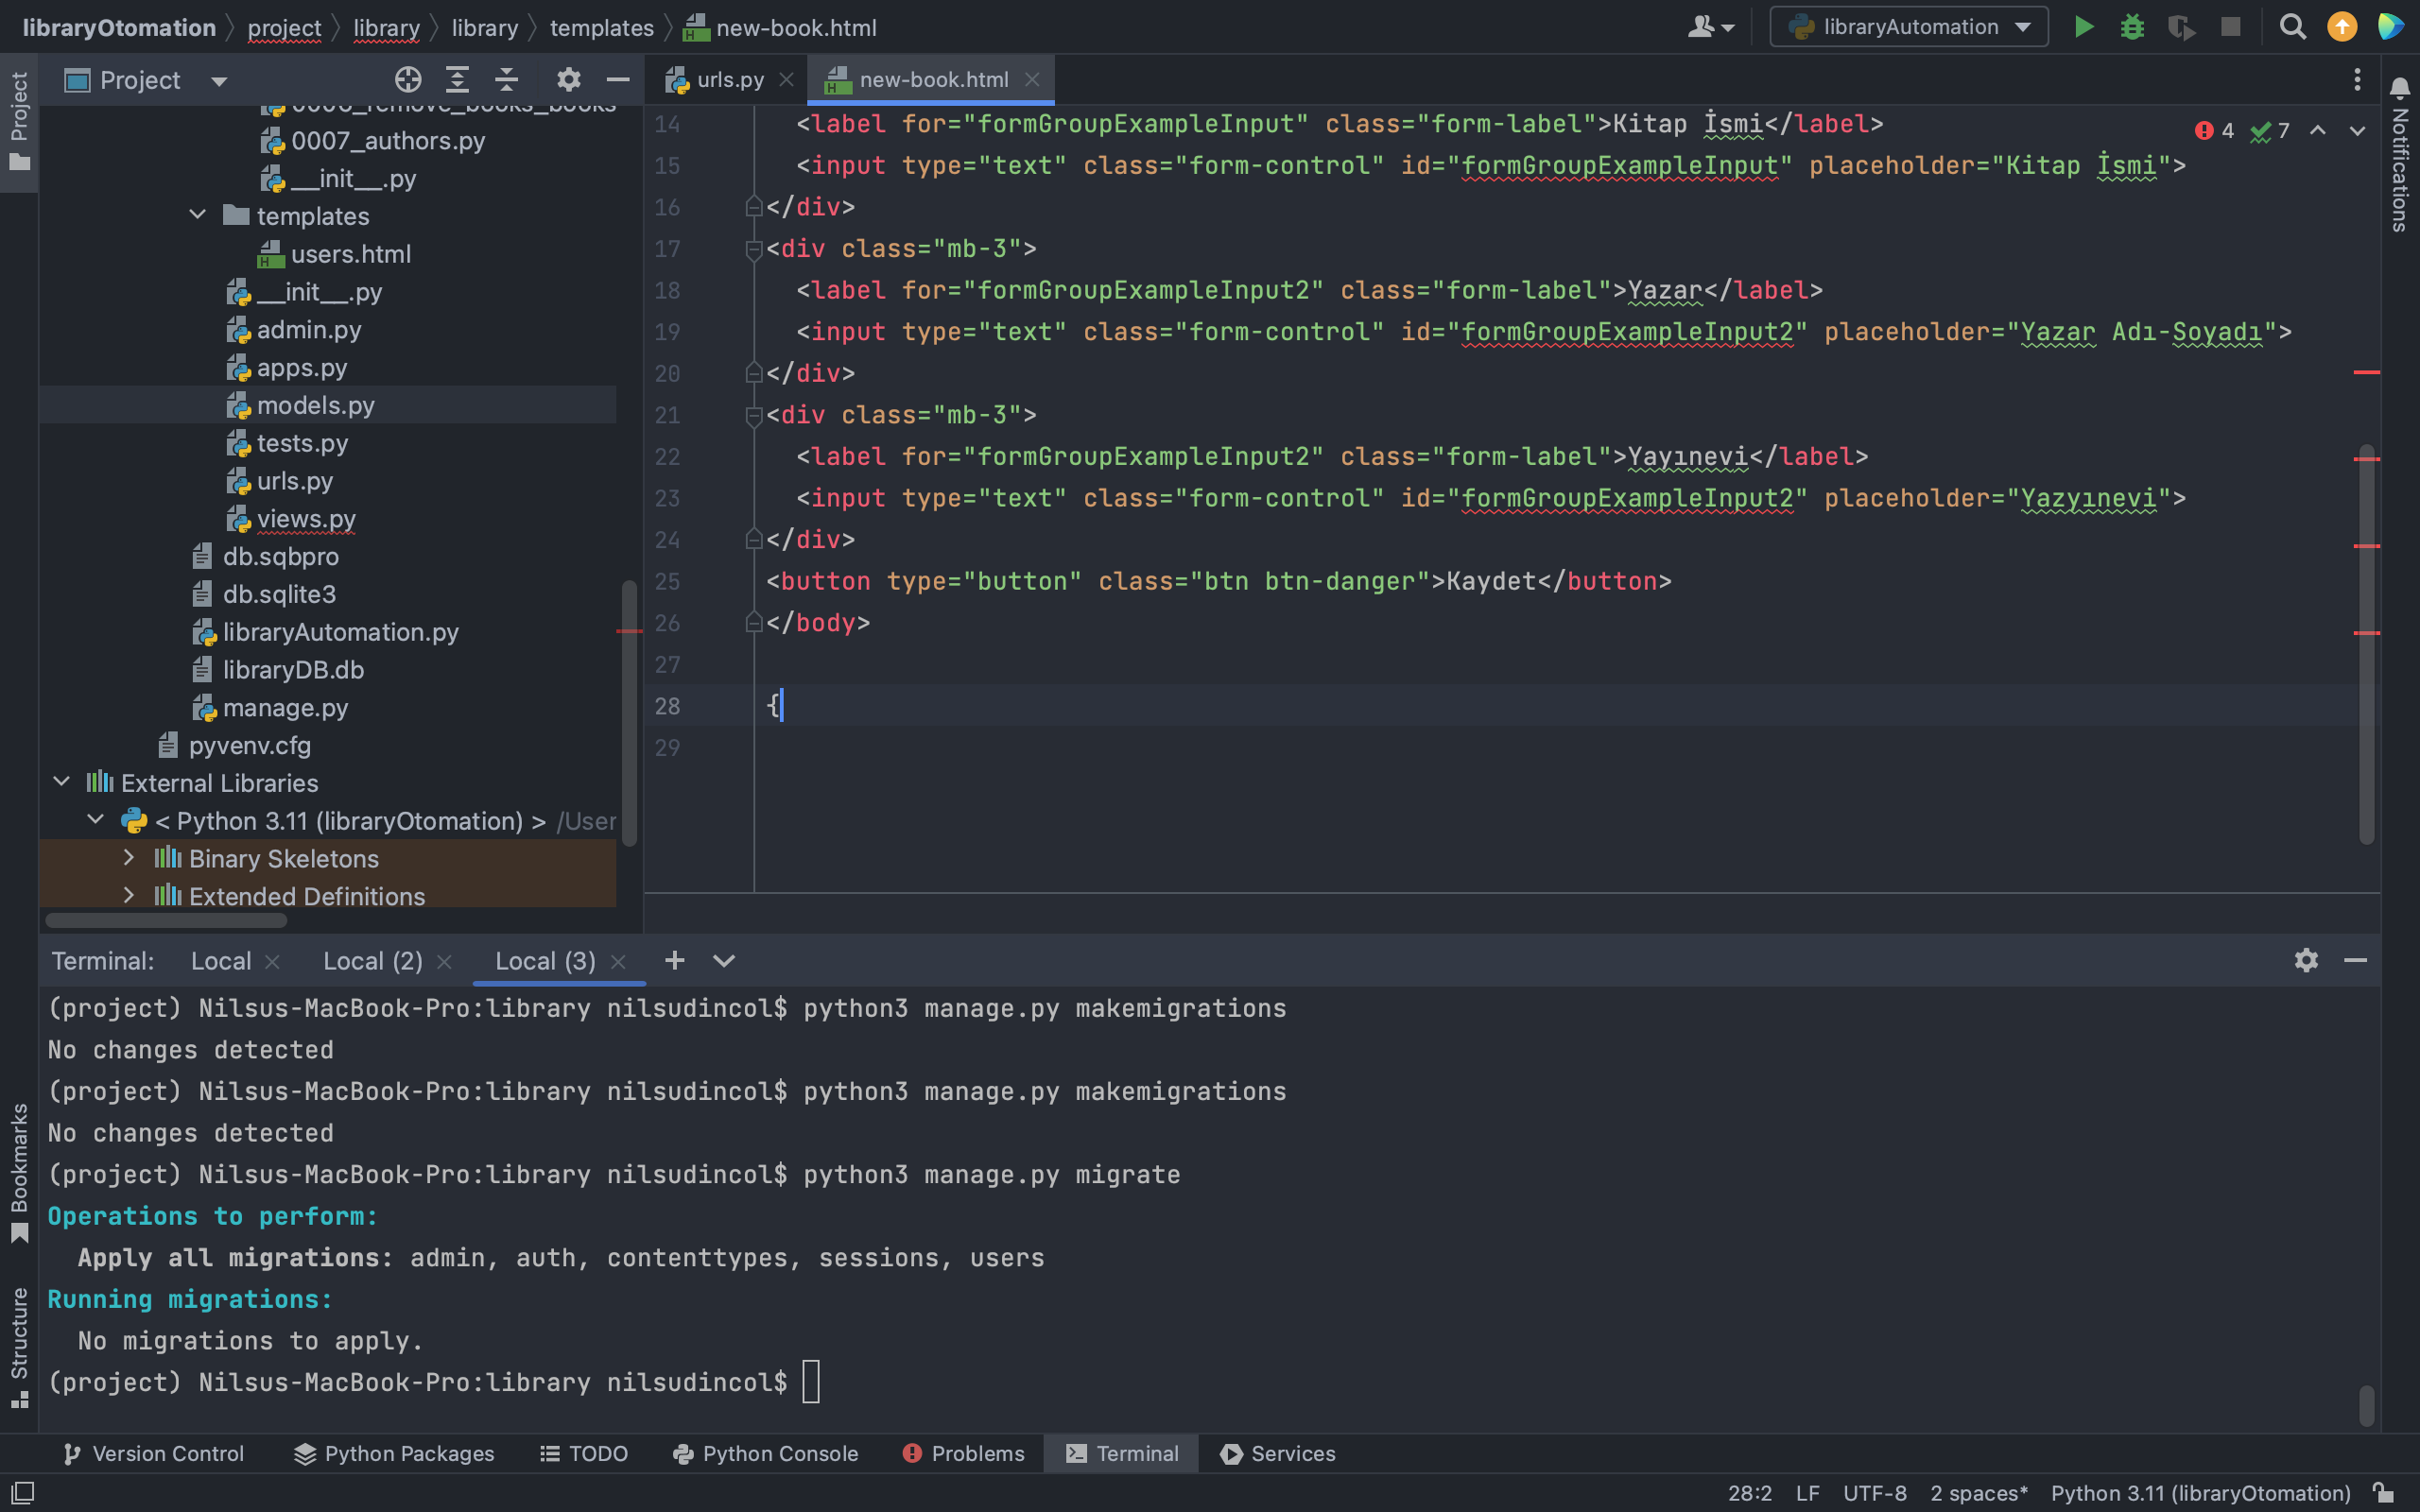 libraryOtomation project library library templates new-book.html
libraryAutomation
Project
urls.py
new-book.html
Project
Notifications
0006_remove_books_books
0007_authors.py
__init__.py
templates
users.html
__init__.py
admin.py
apps.py
models.py
tests.py
urls.py
views.py
db.sqbpro
db.sqlite3
libraryAutomation.py
libraryDB.db
manage.py
pyvenv.cfg
External Libraries
< Python 3.11 (libraryOtomation) > /User
Binary Skeletons
Extended Definitions
4 7
14 <label for="formGroupExampleInput" class="form-label">Kitap İsmi</label>
15 <input type="text" class="form-control" id="formGroupExampleInput" placeholder="Kitap İsmi">
16 </div>
17 <div class="mb-3">
18 <label for="formGroupExampleInput2" class="form-label">Yazar</label>
19 <input type="text" class="form-control" id="formGroupExampleInput2" placeholder="Yazar Adı-Soyadı">
20 </div>
21 <div class="mb-3">
22 <label for="formGroupExampleInput2" class="form-label">Yayınevi</label>
23 <input type="text" class="form-control" id="formGroupExampleInput2" placeholder="Yazyınevi">
24 </div>
25 <button type="button" class="btn btn-danger">Kaydet</button>
26 </body>
27
28 {
29
Terminal: Local Local (2) Local (3)
(project) Nilsus-MacBook-Pro:library nilsudincol$ python3 manage.py makemigrations
No changes detected
(project) Nilsus-MacBook-Pro:library nilsudincol$ python3 manage.py makemigrations
No changes detected
(project) Nilsus-MacBook-Pro:library nilsudincol$ python3 manage.py migrate
Operations to perform:
Apply all migrations: admin, auth, contenttypes, sessions, users
Running migrations:
No migrations to apply.
(project) Nilsus-MacBook-Pro:library nilsudincol$
Bookmarks
Structure
Version Control Python Packages TODO Python Console Problems Terminal Services
28:2 LF UTF-8 2 spaces* Python 3.11 (libraryOtomation)